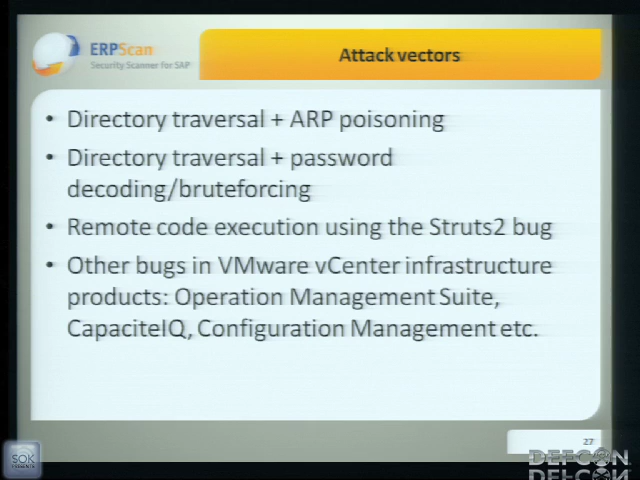 ERPScan
Security Scanner for SAP
Attack vectors
• Directory traversal + ARP poisoning
• Directory traversal + password
decoding/bruteforcing
• Remote code execution using the Struts2 bug
• Other bugs in VMware vCenter infrastructure
products: Operation Management Suite,
CapaciteIQ, Configuration Management etc.
27
SOK
DEFCON